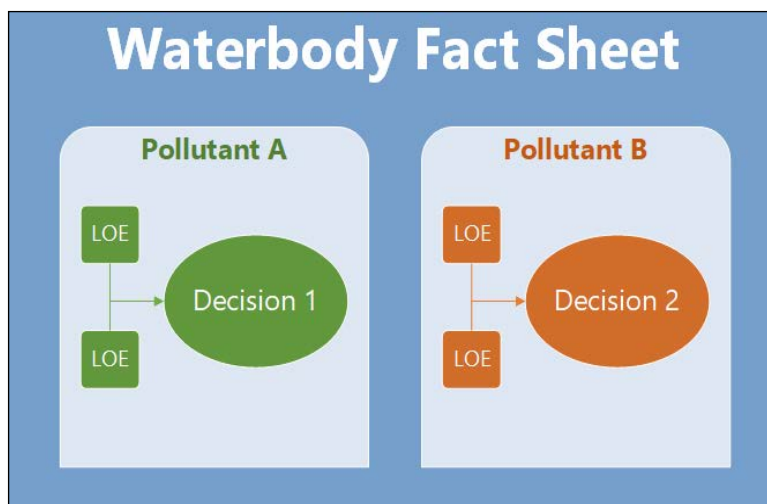 Waterbody Fact Sheet
Pollutant A
LOE
Decision 1
LOE
Pollutant B
LOE
Decision 2
LOE